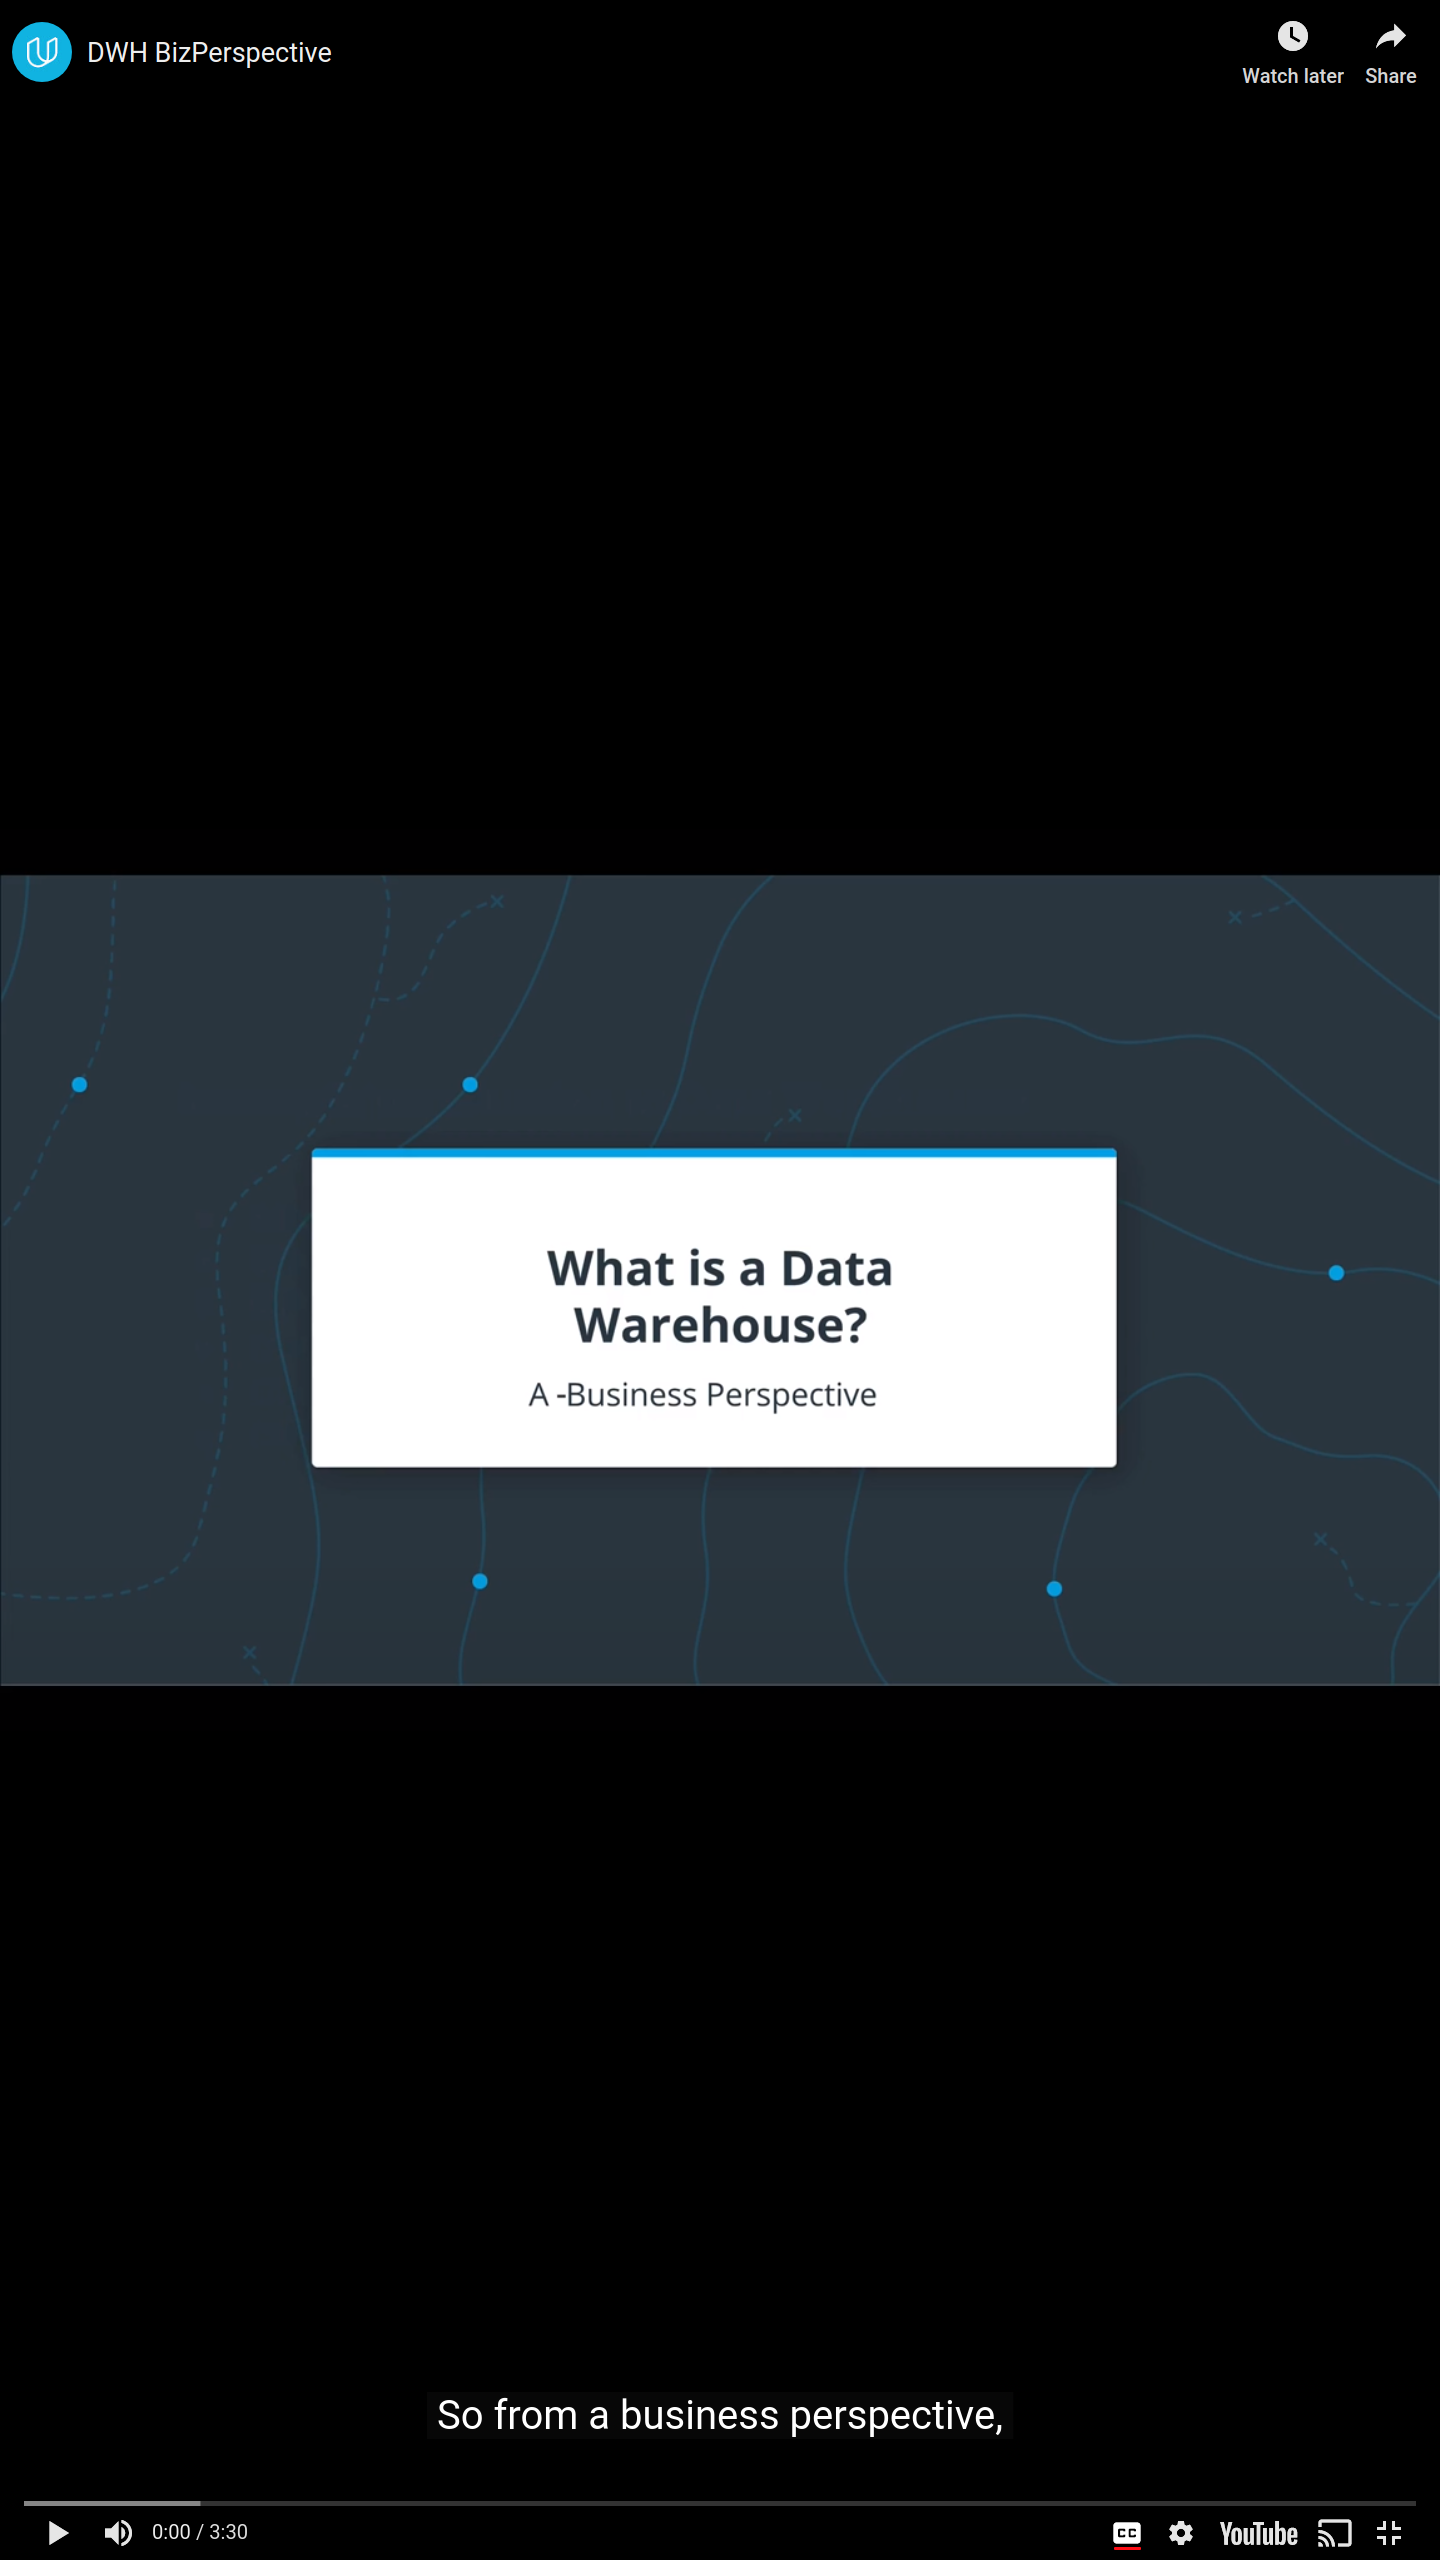 DWH BizPerspective
Watch later
Share
What is a Data
Warehouse?
A -Business Perspective
So from a business perspective,
0:00 / 3:30
CC
YouTube